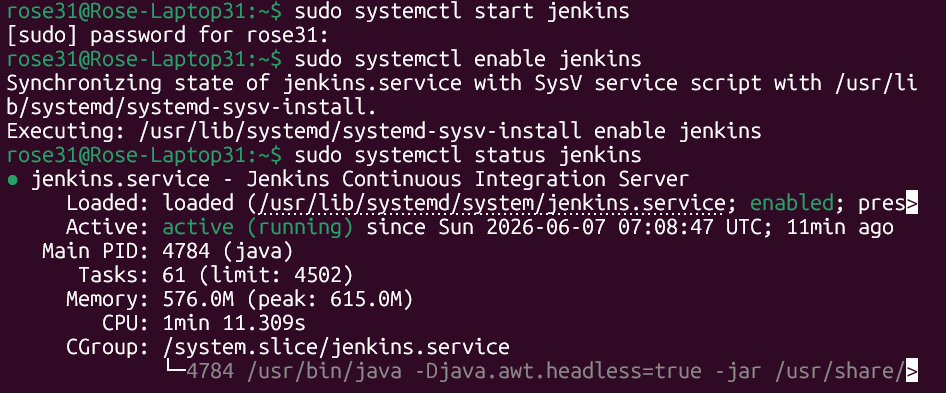 rose31@Rose-Laptop31:~$ sudo systemctl start jenkins
[sudo] password for rose31:
rose31@Rose-Laptop31:~$ sudo systemctl enable jenkins
Synchronizing state of jenkins.service with SysV service script with /usr/li
b/systemd/systemd-sysv-install.
Executing: /usr/lib/systemd/systemd-sysv-install enable jenkins
rose31@Rose-Laptop31:~$ sudo systemctl status jenkins
● jenkins.service - Jenkins Continuous Integration Server
     Loaded: loaded (/usr/lib/systemd/system/jenkins.service; enabled; pres>
     Active: active (running) since Sun 2026-06-07 07:08:47 UTC; 11min ago
   Main PID: 4784 (java)
      Tasks: 61 (limit: 4502)
     Memory: 576.0M (peak: 615.0M)
        CPU: 1min 11.309s
     CGroup: /system.slice/jenkins.service
             └─4784 /usr/bin/java -Djava.awt.headless=true -jar /usr/share/>